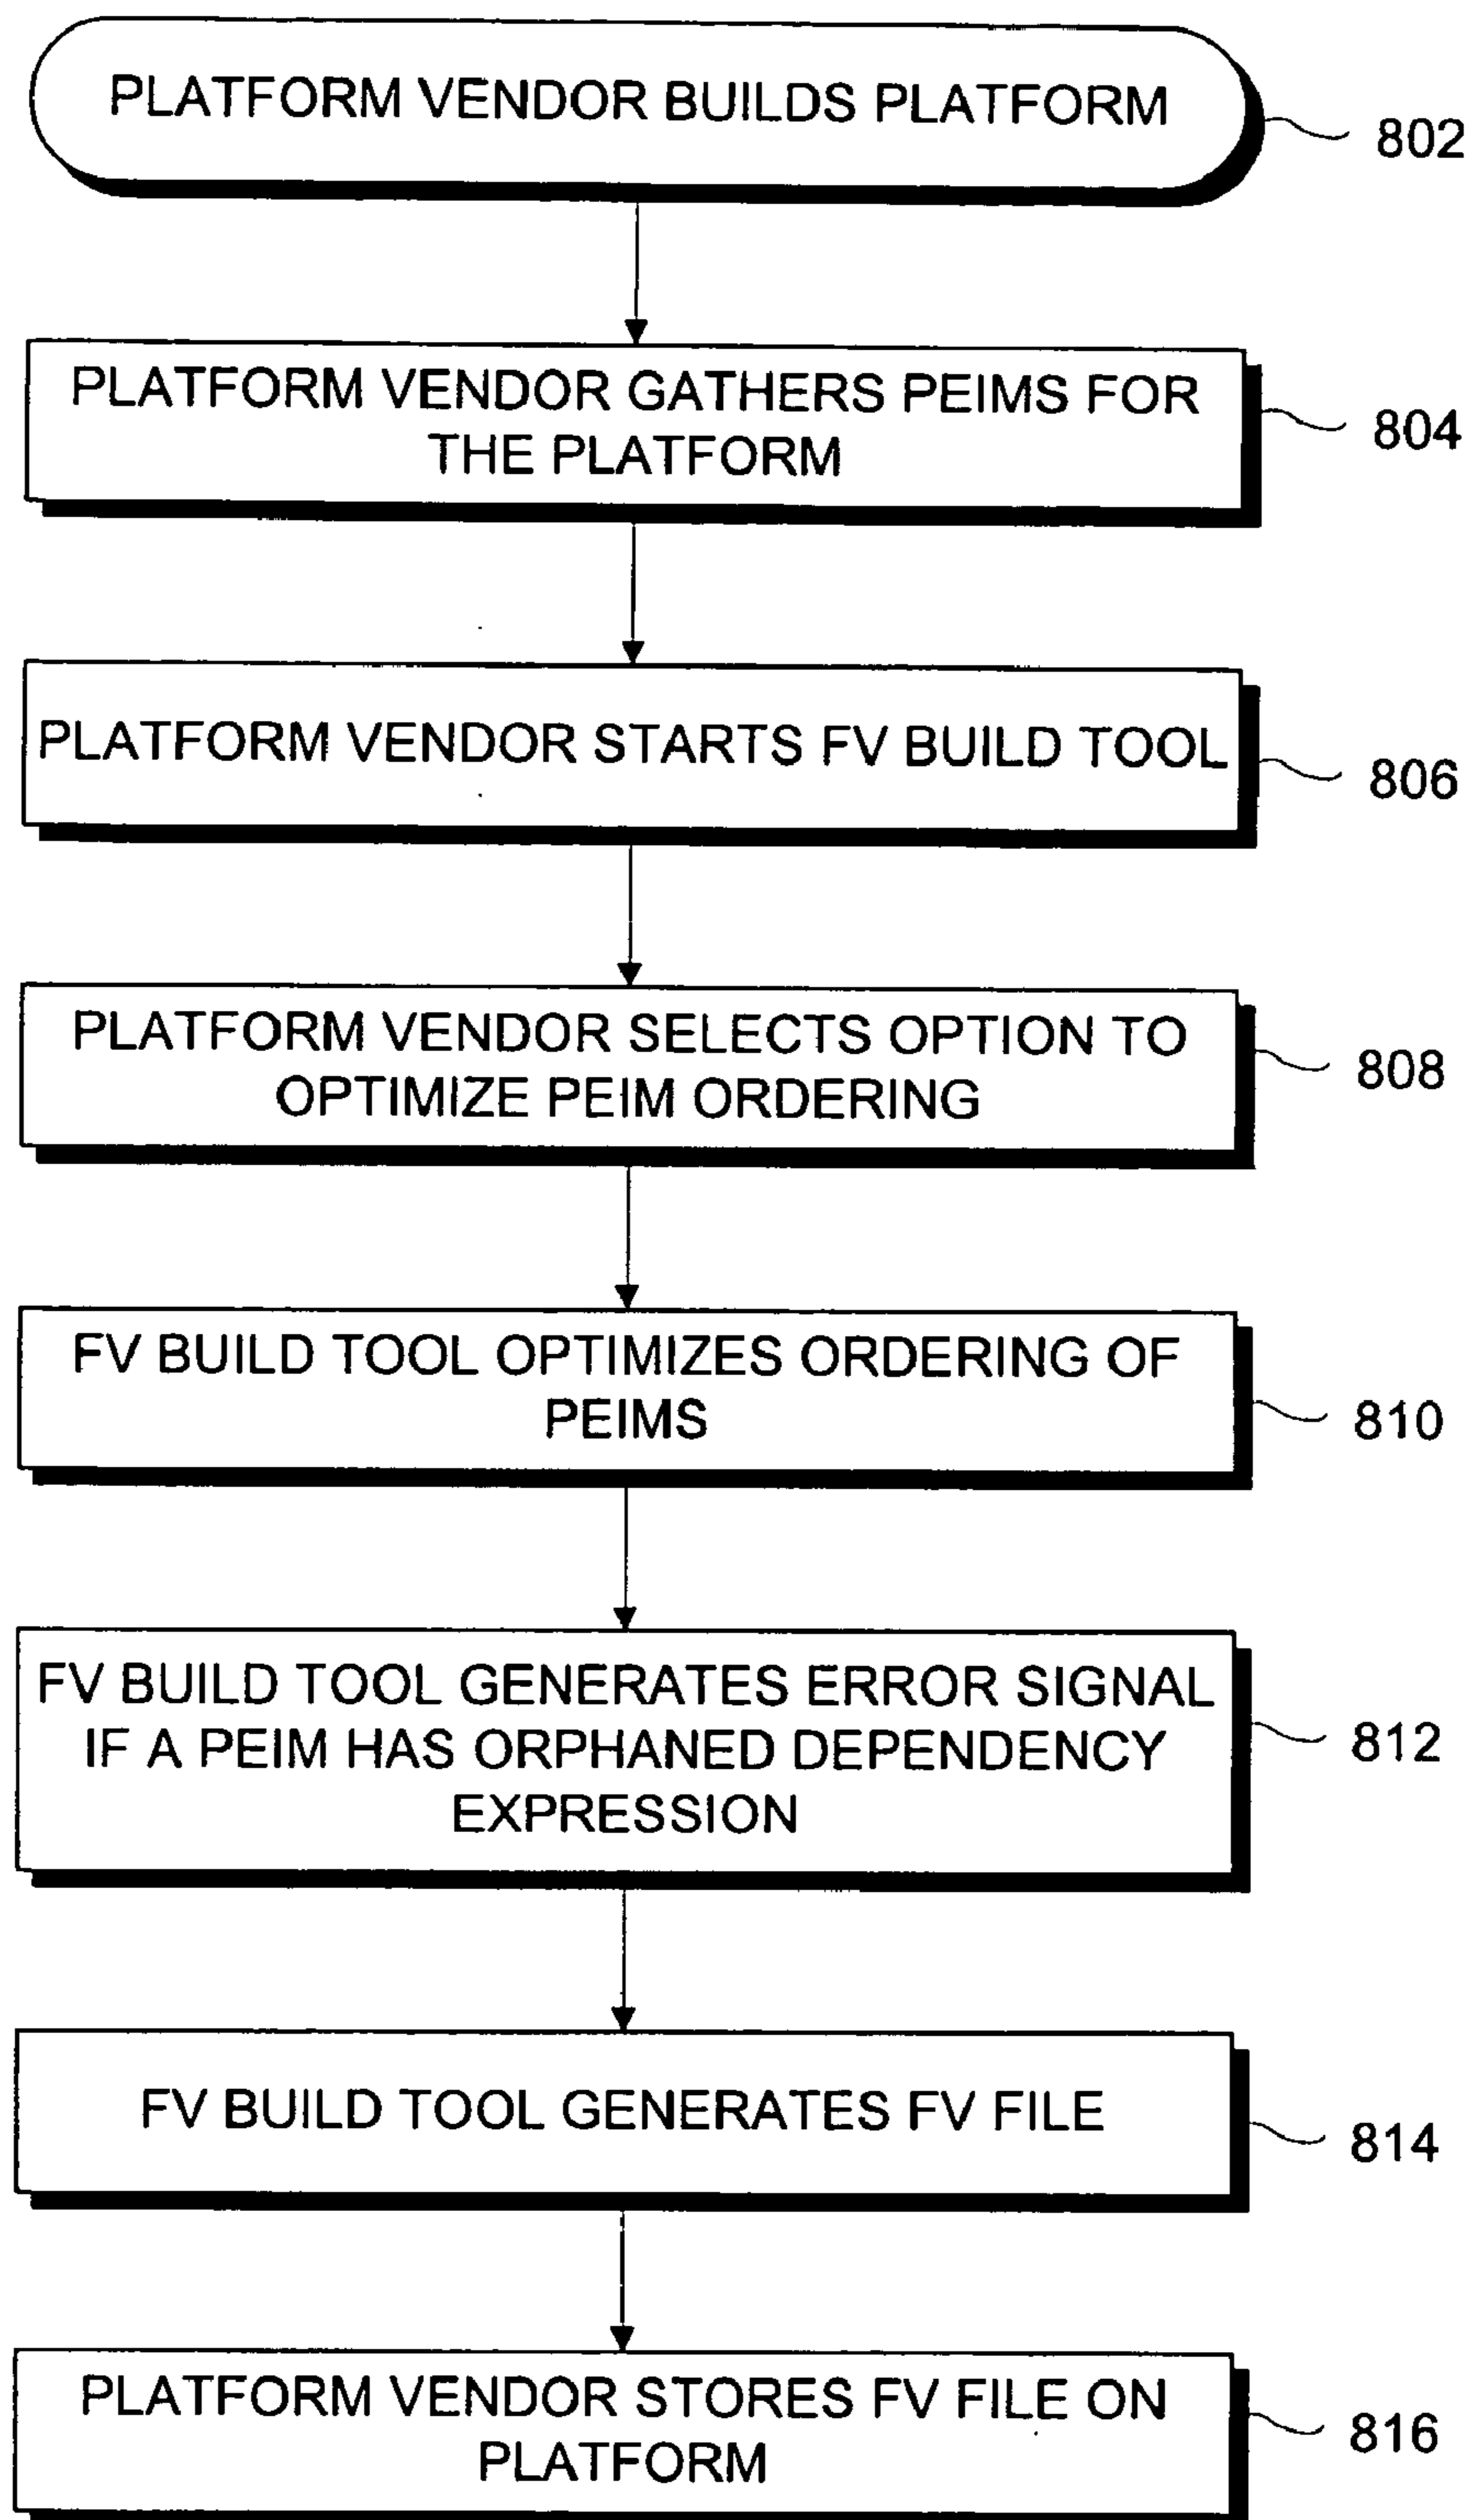 PLATFORM VENDOR BUILDS PLATFORM
802
PLATFORM VENDOR GATHERS PEIMS FOR
THE PLATFORM
804
PLATFORM VENDOR STARTS FV BUILD TOOL
806
PLATFORM VENDOR SELECTS OPTION TO
OPTIMIZE PEIM ORDERING
808
FV BUILD TOOL OPTIMIZES ORDERING OF
PEIMS
810
FV BUILD TOOL GENERATES ERROR SIGNAL
IF A PEIM HAS ORPHANED DEPENDENCY
EXPRESSION
812
FV BUILD TOOL GENERATES FV FILE
814
PLATFORM VENDOR STORES FV FILE ON
PLATFORM
816